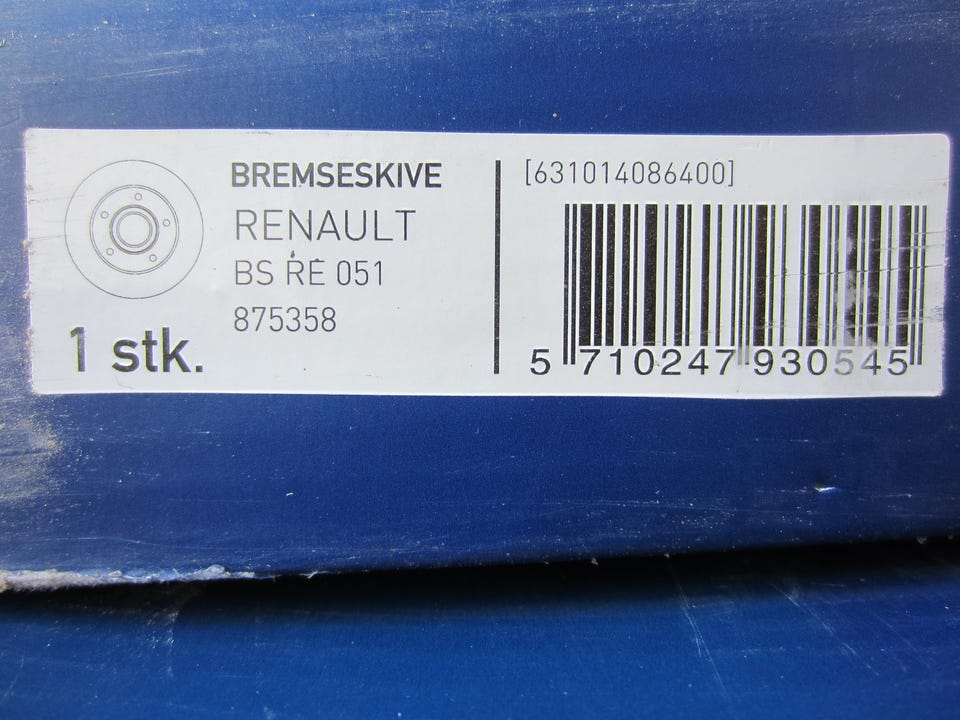 BREMSESKIVE
RENAULT
BS RE 051
875358
1 stk.
[631014086400]
5 710247 930545